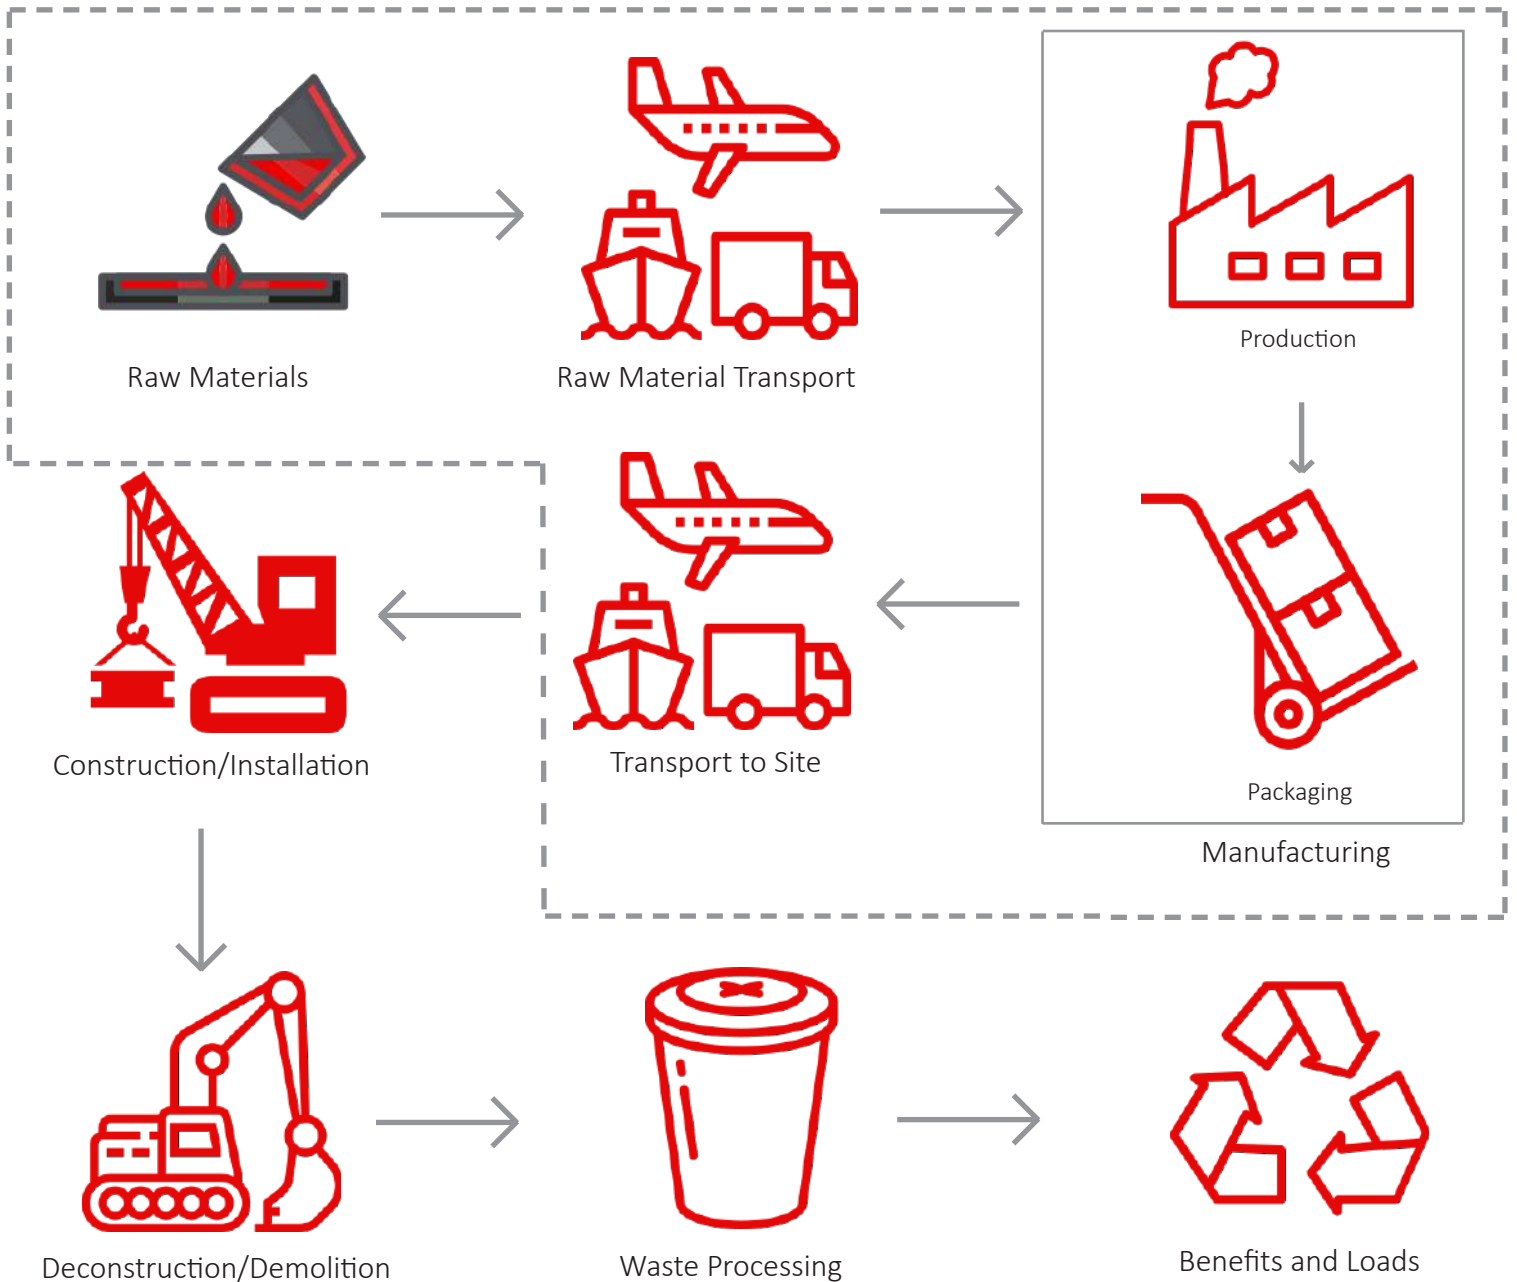 Raw Materials
Raw Material Transport
Production
Packaging
Manufacturing
Transport to Site
Construction/Installation
Deconstruction/Demolition
Waste Processing
Benefits and Loads